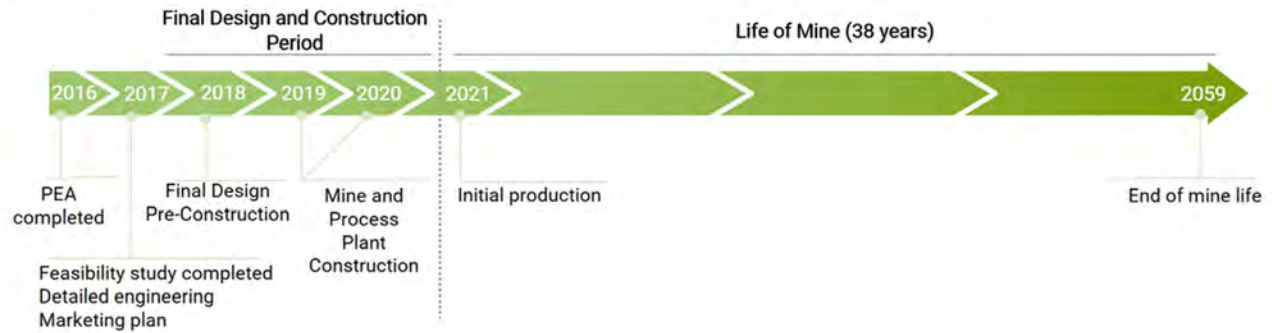 Final Design and Construction
Period
Life of Mine (38 years)
2016
2017
2018
2019
2020
2021
2059
PEA
completed
Feasibility study completed
Detailed engineering
Marketing plan
Final Design
Pre-Construction
Mine and
Process
Plant
Construction
Initial production
End of mine life